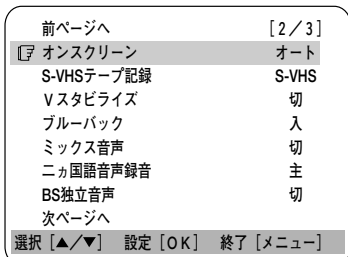 前ページへ [2／3]
オンスクリーン オート
S-VHSテープ記録 S-VHS
Ｖスタビライズ 切
ブルーバック 入
ミックス音声 切
二ヵ国語音声録音 主
BS独立音声 切
次ページへ
選択［▲／▼］ 設定［OK］ 終了［メニュー］